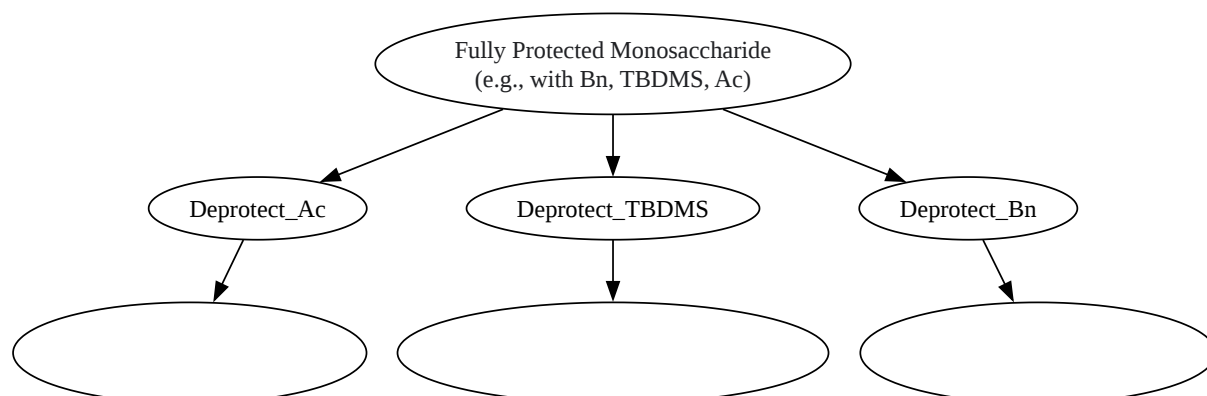 Fully Protected Monosaccharide
(e.g., with Bn, TBDMS, Ac)
Deprotect_Ac
Deprotect_TBDMS
Deprotect_Bn